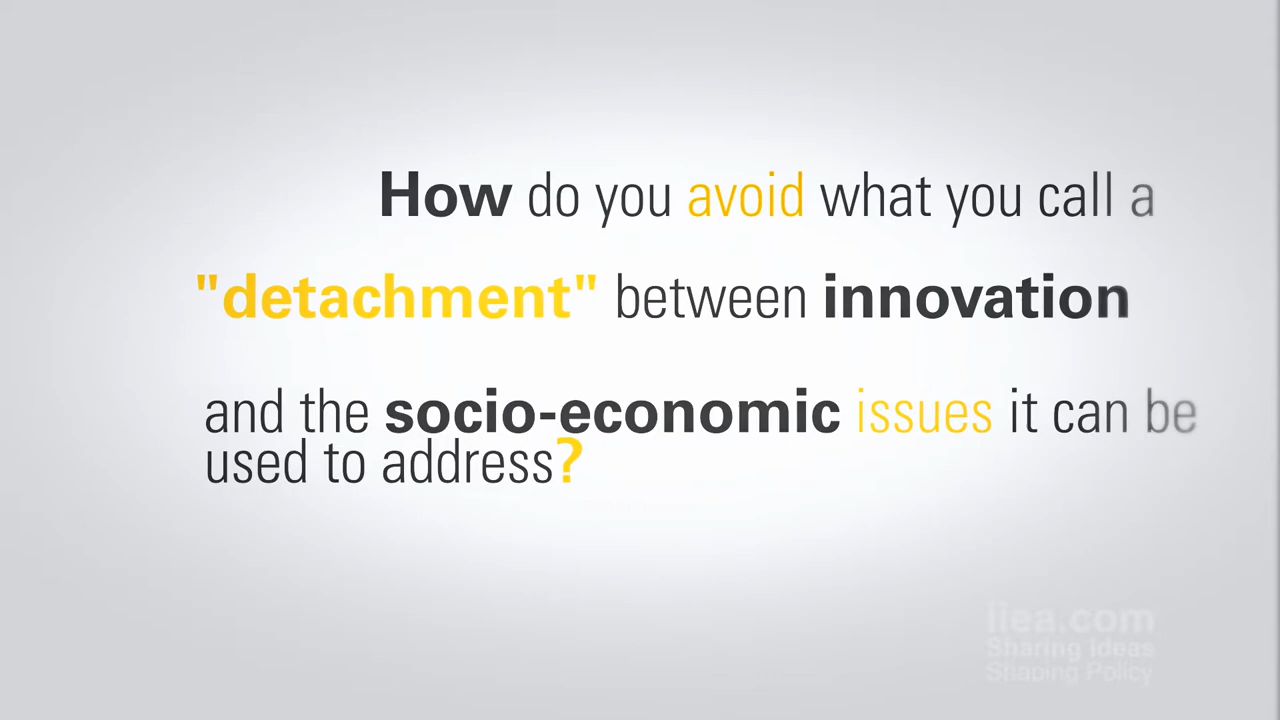 How do you avoid what you call a
"detachment" between innovation
and the socio-economic issues it can be
used to address?
iiea.com
Sharing Ideas
Shaping Policy